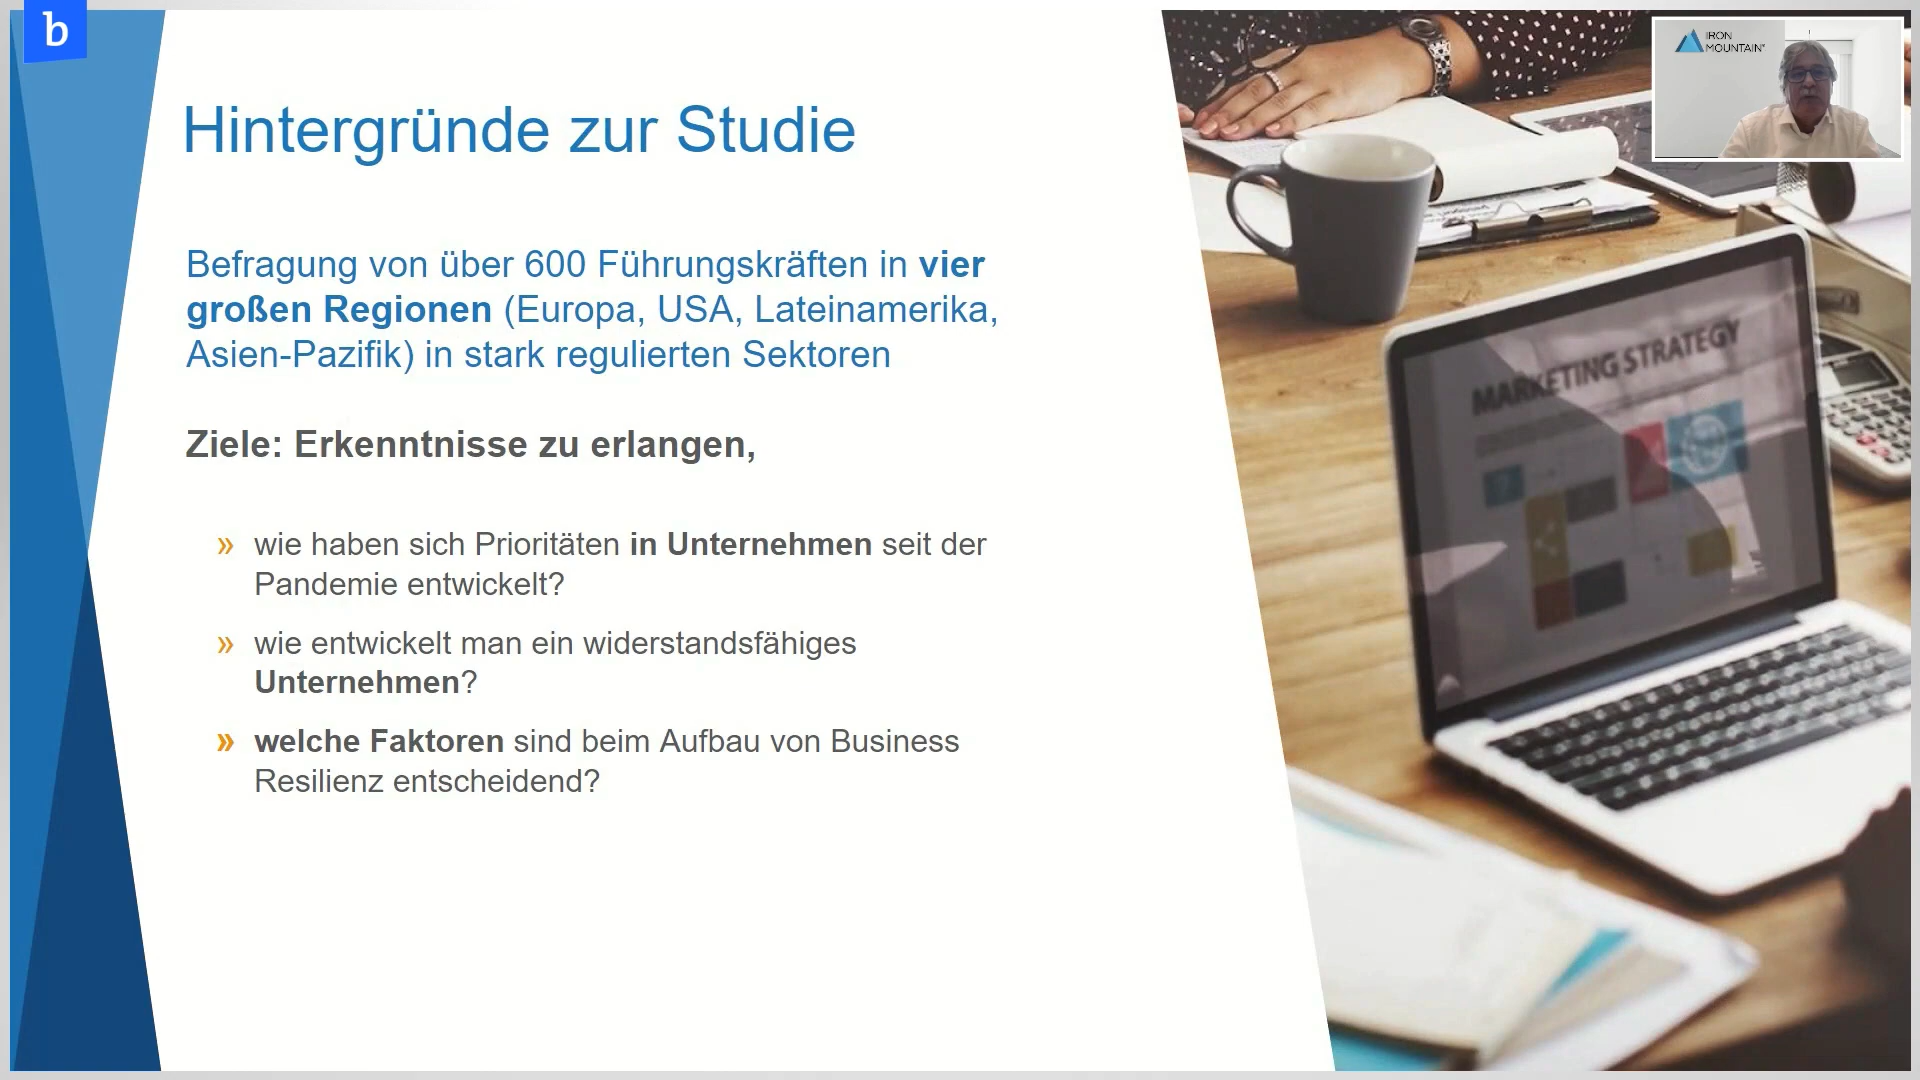 b
IRON
MOUNTAIN®
Hintergründe zur Studie
Befragung von über 600 Führungskräften in vier
großen Regionen (Europa, USA, Lateinamerika,
Asien-Pazifik) in stark regulierten Sektoren
Ziele: Erkenntnisse zu erlangen,
» wie haben sich Prioritäten in Unternehmen seit der
Pandemie entwickelt?
» wie entwickelt man ein widerstandsfähiges
Unternehmen?
» welche Faktoren sind beim Aufbau von Business
Resilienz entscheidend?
MARKETING STRATEGY